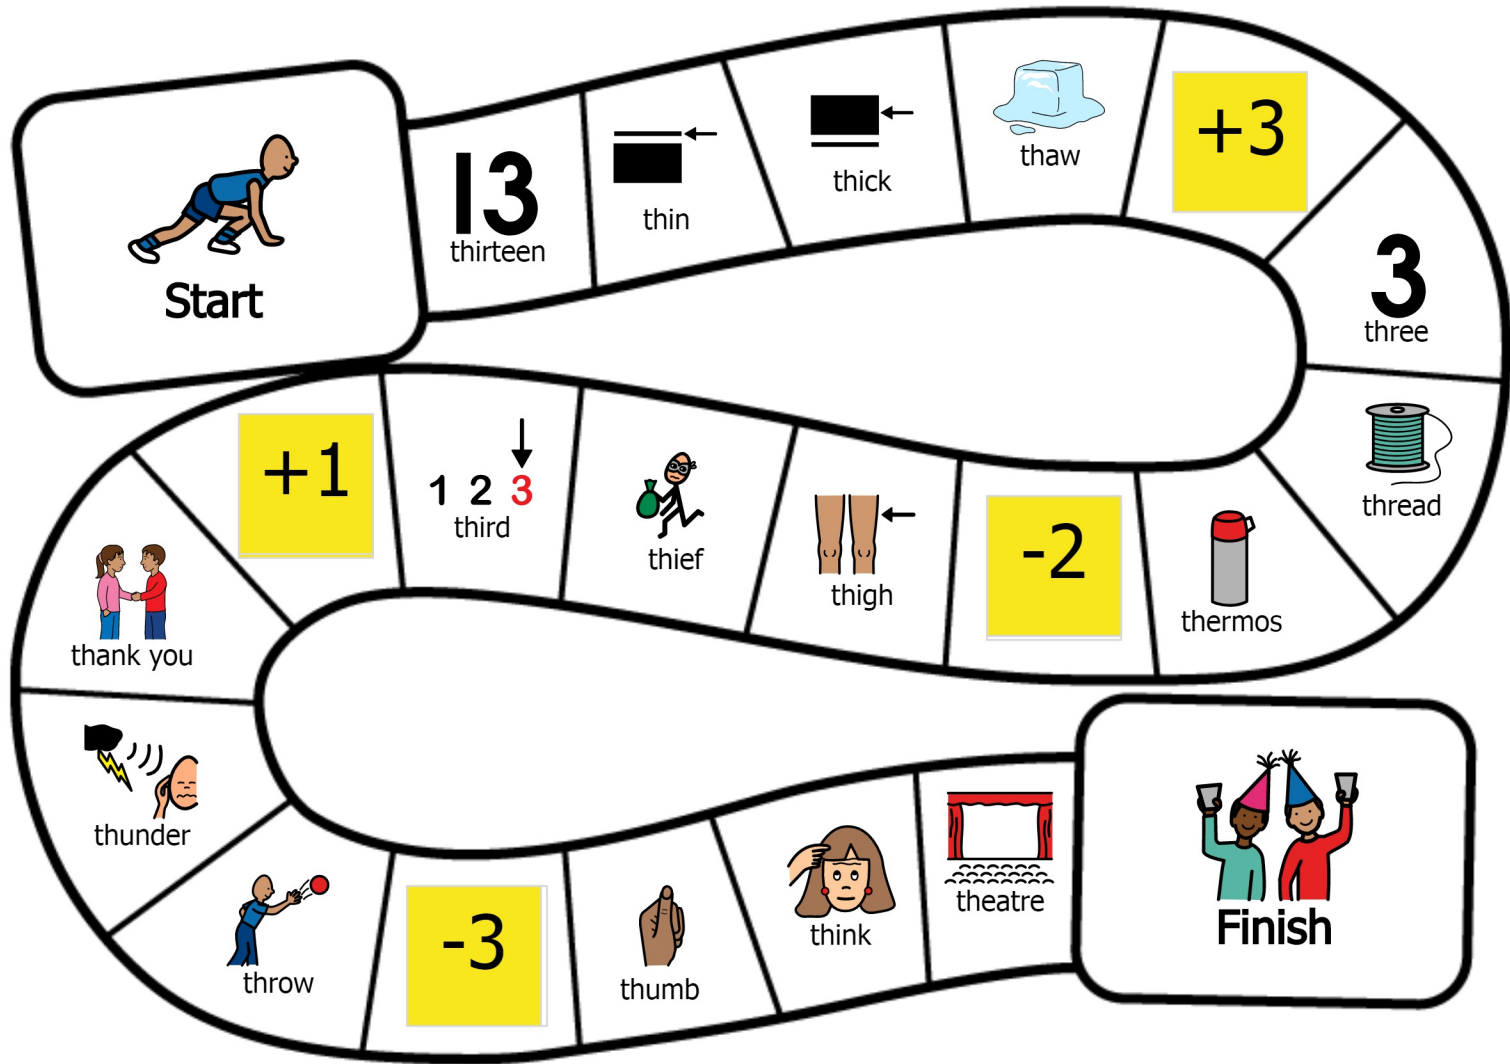 Start
13
thirteen
thin
thick
thaw
+3
3
three
thread
thermos
-2
thigh
thief
1 2 3
third
+1
thank you
thunder
throw
-3
thumb
think
theatre
Finish